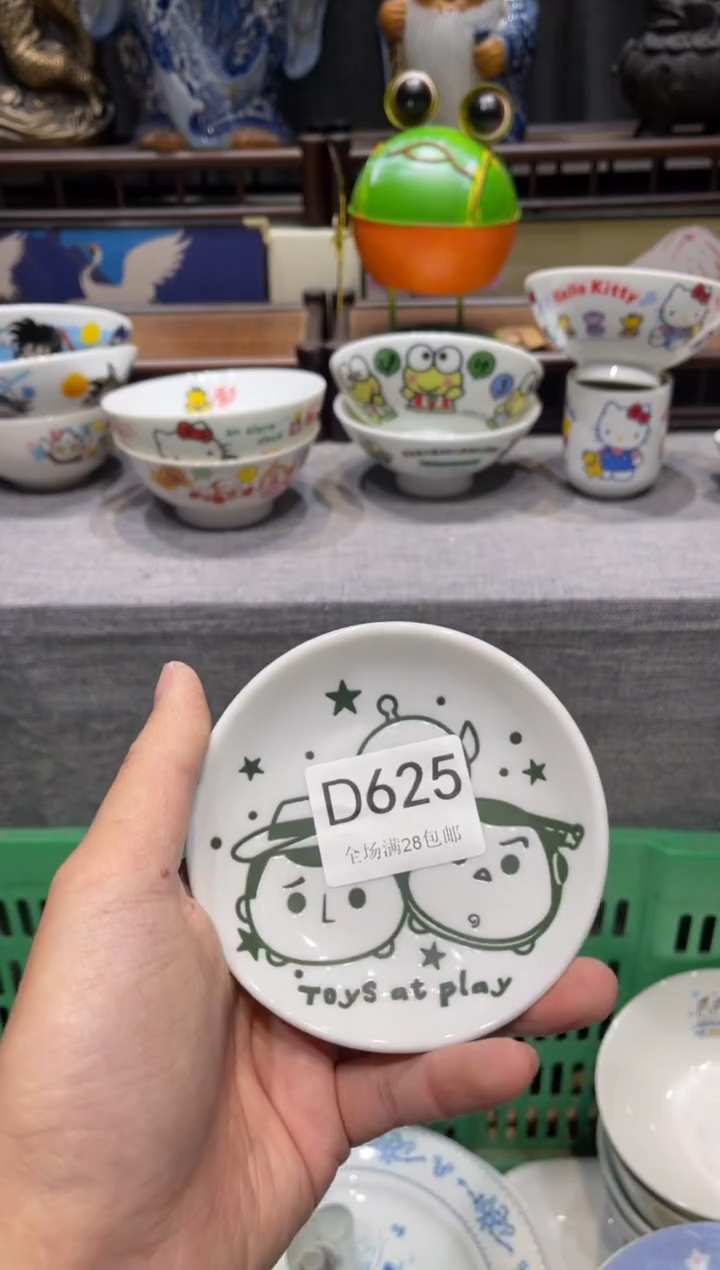 Hello Kitty
D625
全场满28包邮
Toys at play